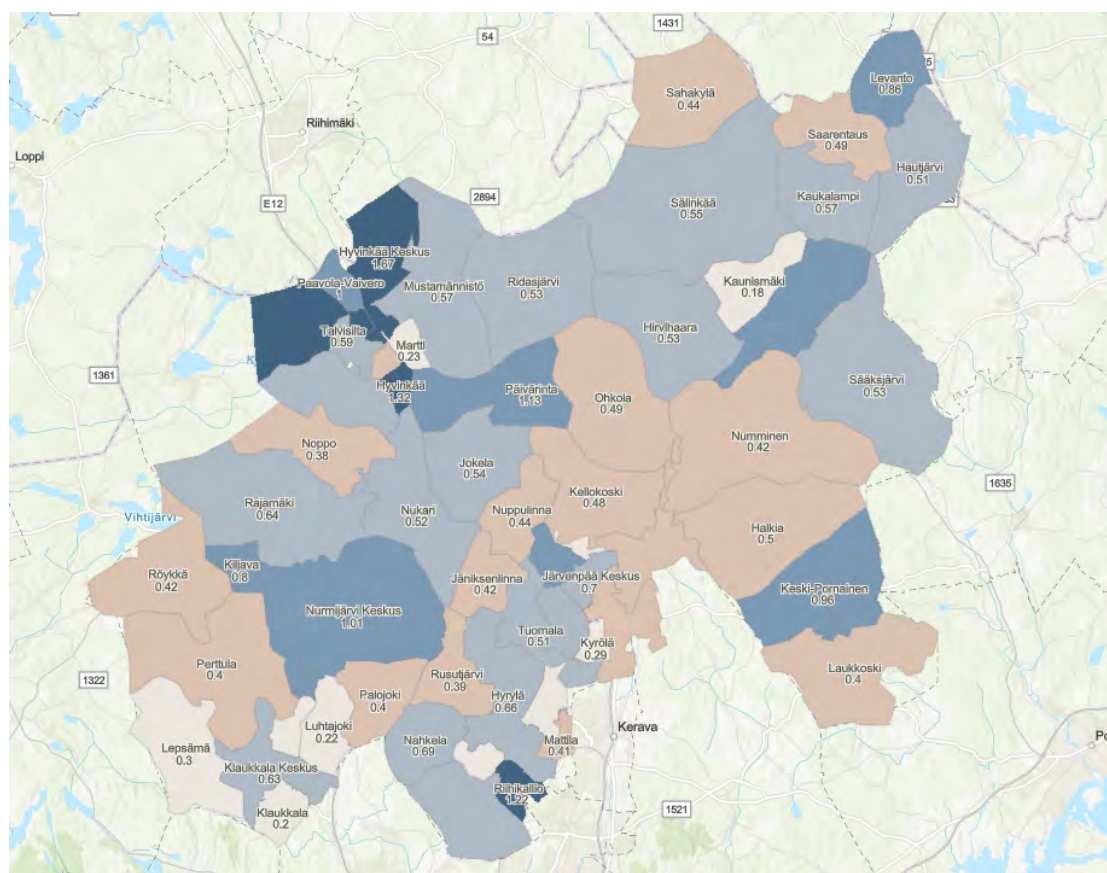 1431
54
Levanto
0.86
Sahakylä
0.44
Riihimäki
Saarentaus
0.49
Loppi
Hautjärvi
0.51
2894
Kaukalampi
0.57
E12
Sälinkää
0.55
Hyvinkää Keskus
1.67
Paavola-Vaivero
1
Mustamännistö
0.57
Ridasjärvi
0.53
Kaunismäki
0.18
Talvisilta
0.59
Hirvihaara
0.53
Martti
0.23
1361
Hyvinkää
1.32
Päivärinta
1.13
Sääksjärvi
0.53
Ohkola
0.49
Noppo
0.38
Numminen
0.42
Jokela
0.54
1635
Rajamäki
0.64
Nukari
0.52
Kellokoski
0.48
Nuppulinna
0.44
Vihtijärvi
Halkia
0.5
Kiljava
0.8
Röykkä
0.42
Jäniksenlinna
0.42
Järvenpää Keskus
0.7
Keski-Pornainen
0.96
Nurmijärvi Keskus
1.01
Tuomala
0.51
Kyrölä
0.29
Perttula
0.4
Rusutjärvi
0.39
Laukkoski
0.4
1322
Palojoki
0.4
Hyrylä
0.66
Luhtajoki
0.22
Kerava
Mattila
0.41
Nahkela
0.69
Lepsämä
0.3
Klaukkala Keskus
0.63
Riihikallio
1.22
Klaukkala
0.2
1521